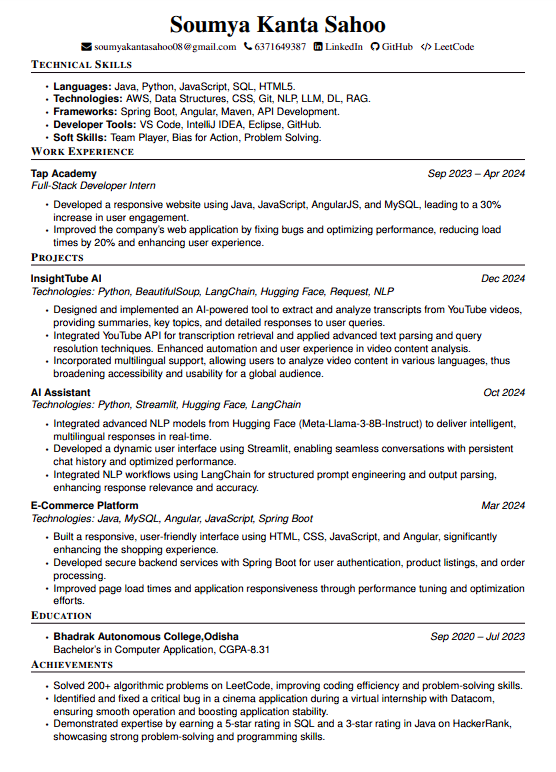 Soumya Kanta Sahoo
soumyakantasahoo08@gmail.com 6371649387 LinkedIn GitHub LeetCode
TECHNICAL SKILLS
• Languages: Java, Python, JavaScript, SQL, HTML5.
• Technologies: AWS, Data Structures, CSS, Git, NLP, LLM, DL, RAG.
• Frameworks: Spring Boot, Angular, Maven, API Development.
• Developer Tools: VS Code, IntelliJ IDEA, Eclipse, GitHub.
• Soft Skills: Team Player, Bias for Action, Problem Solving.
WORK EXPERIENCE
Tap Academy Sep 2023 – Apr 2024
Full-Stack Developer Intern
• Developed a responsive website using Java, JavaScript, AngularJS, and MySQL, leading to a 30%
increase in user engagement.
• Improved the company's web application by fixing bugs and optimizing performance, reducing load
times by 20% and enhancing user experience.
PROJECTS
InsightTube AI Dec 2024
Technologies: Python, BeautifulSoup, LangChain, Hugging Face, Request, NLP
• Designed and implemented an AI-powered tool to extract and analyze transcripts from YouTube videos,
providing summaries, key topics, and detailed responses to user queries.
• Integrated YouTube API for transcription retrieval and applied advanced text parsing and query
resolution techniques. Enhanced automation and user experience in video content analysis.
• Incorporated multilingual support, allowing users to analyze video content in various languages, thus
broadening accessibility and usability for a global audience.
AI Assistant Oct 2024
Technologies: Python, Streamlit, Hugging Face, LangChain
• Integrated advanced NLP models from Hugging Face (Meta-Llama-3-8B-Instruct) to deliver intelligent,
multilingual responses in real-time.
• Developed a dynamic user interface using Streamlit, enabling seamless conversations with persistent
chat history and optimized performance.
• Integrated NLP workflows using LangChain for structured prompt engineering and output parsing,
enhancing response relevance and accuracy.
E-Commerce Platform Mar 2024
Technologies: Java, MySQL, Angular, JavaScript, Spring Boot
• Built a responsive, user-friendly interface using HTML, CSS, JavaScript, and Angular, significantly
enhancing the shopping experience.
• Developed secure backend services with Spring Boot for user authentication, product listings, and order
processing.
• Improved page load times and application responsiveness through performance tuning and optimization
efforts.
EDUCATION
• Bhadrak Autonomous College,Odisha Sep 2020 – Jul 2023
Bachelor's in Computer Application, CGPA-8.31
ACHIEVEMENTS
• Solved 200+ algorithmic problems on LeetCode, improving coding efficiency and problem-solving skills.
• Identified and fixed a critical bug in a cinema application during a virtual internship with Datacom,
ensuring smooth operation and boosting application stability.
• Demonstrated expertise by earning a 5-star rating in SQL and a 3-star rating in Java on HackerRank,
showcasing strong problem-solving and programming skills.